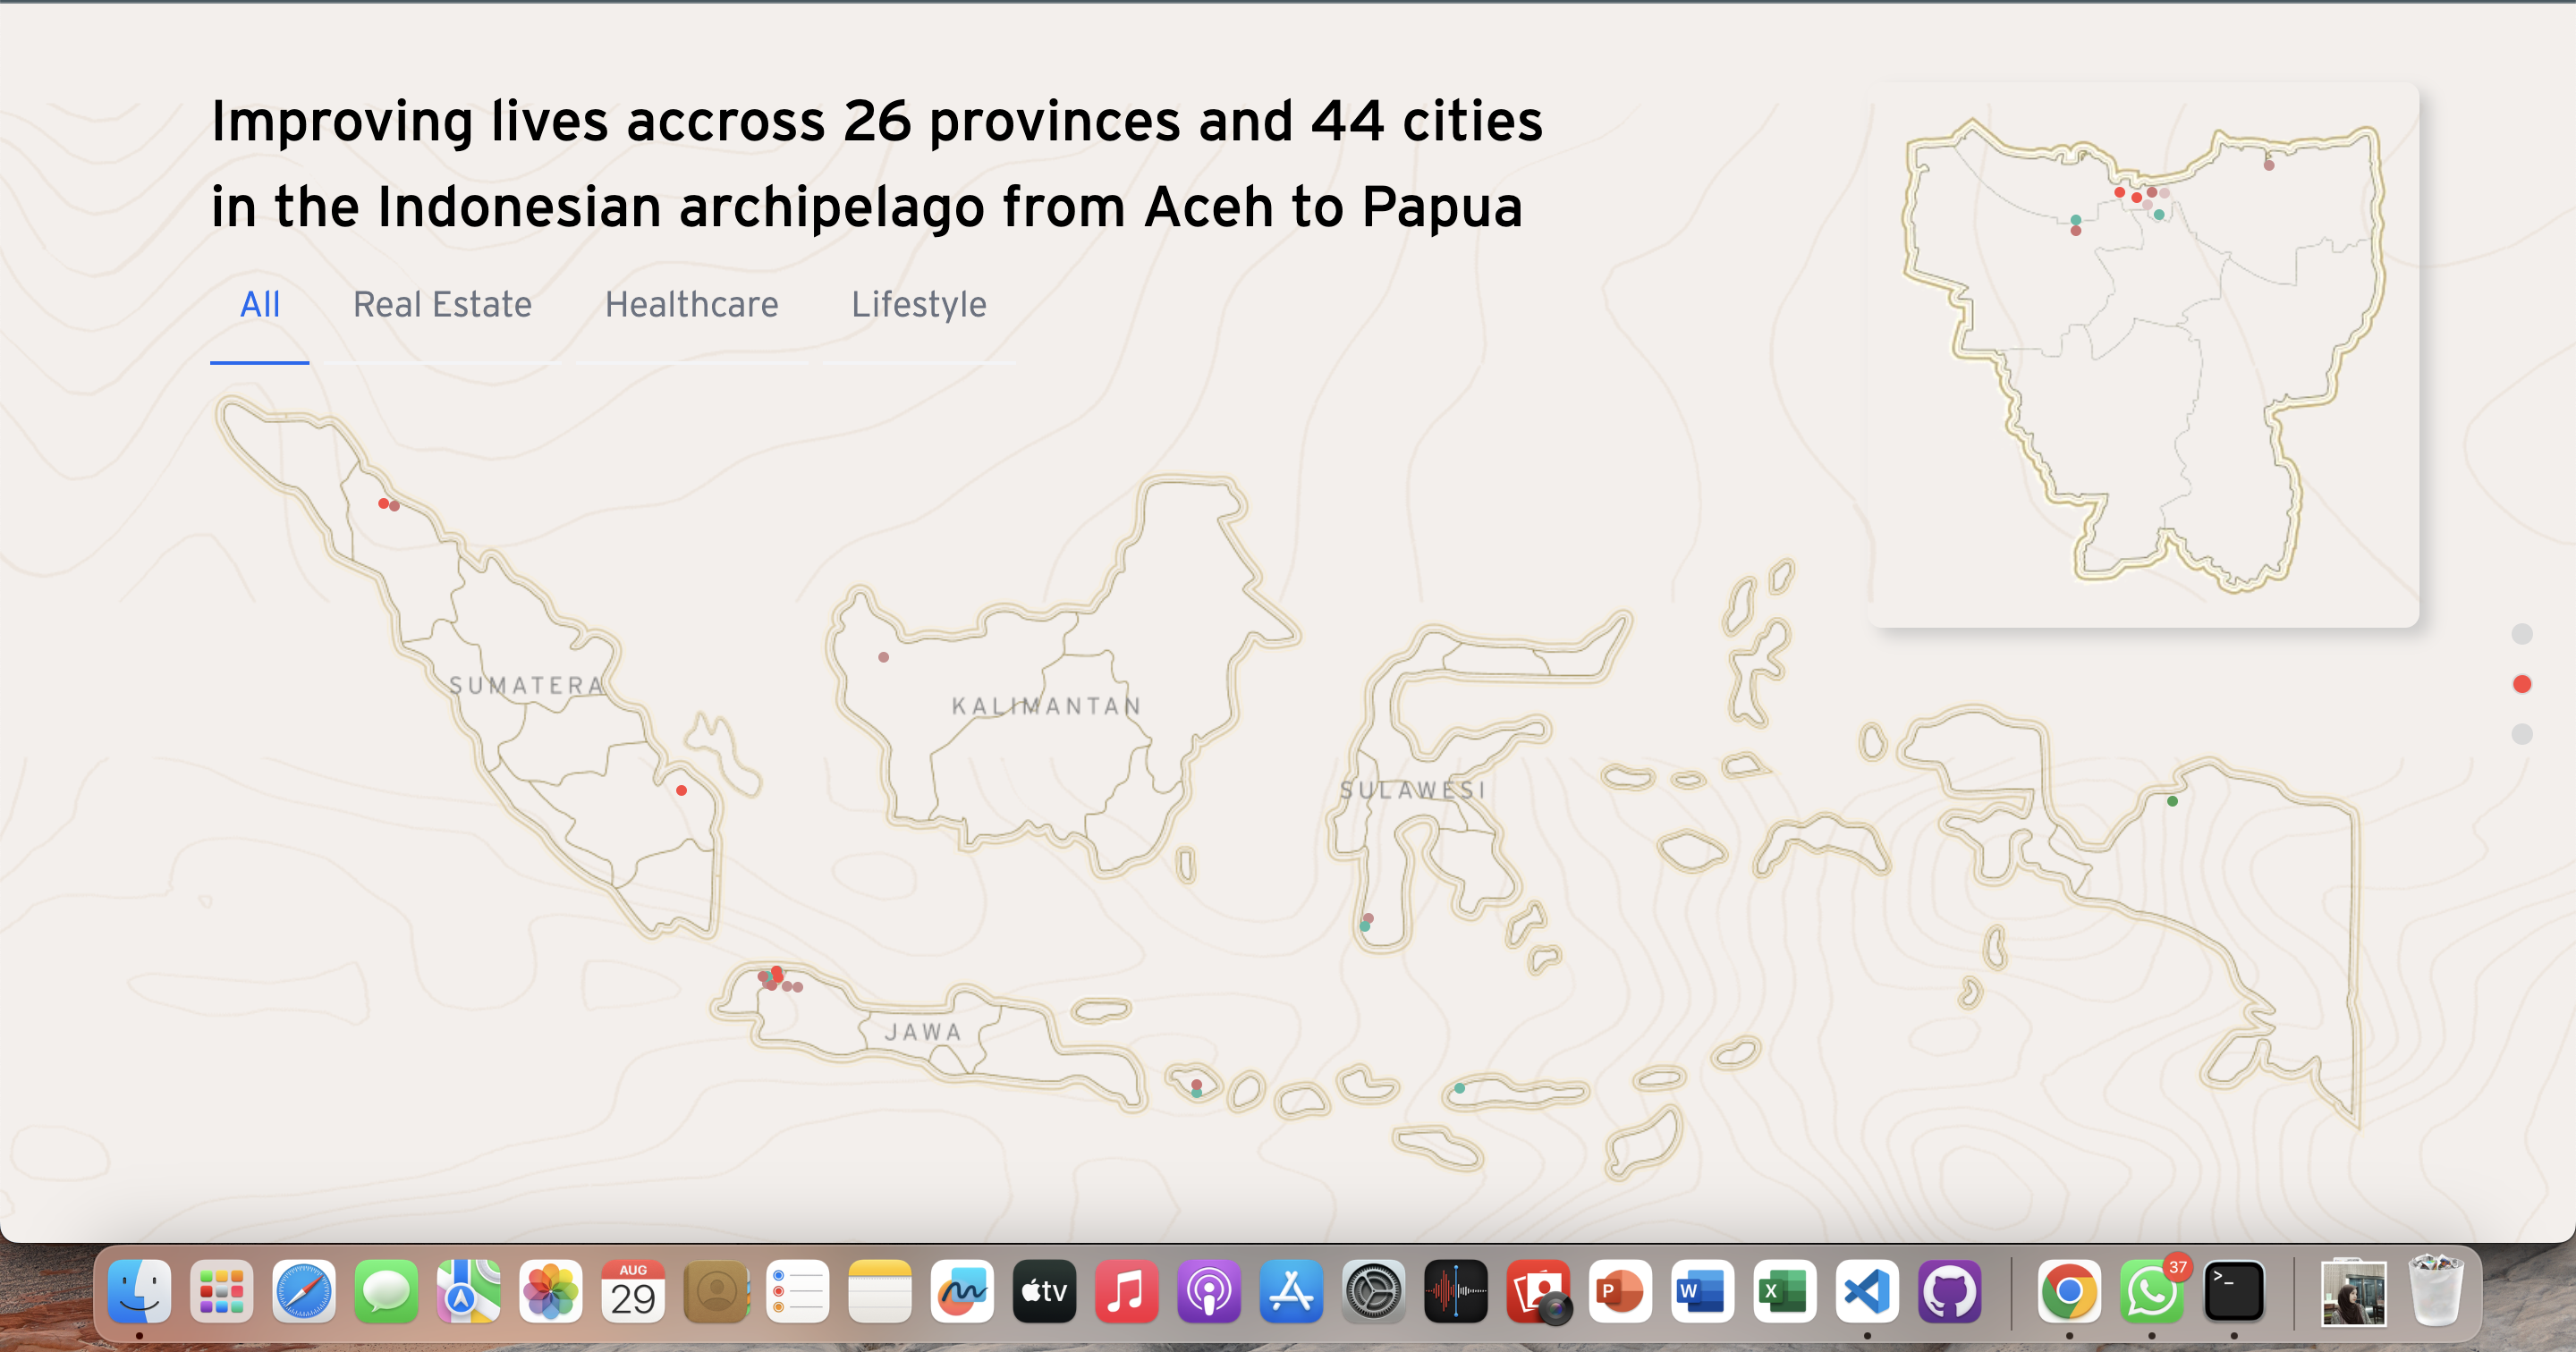 Improving lives accross 26 provinces and 44 cities
in the Indonesian archipelago from Aceh to Papua
All Real Estate Healthcare Lifestyle
SUMATERA
KALIMANTAN
SULAWESI
JAWA
AUG
29
tv
P
W
X
37
>_